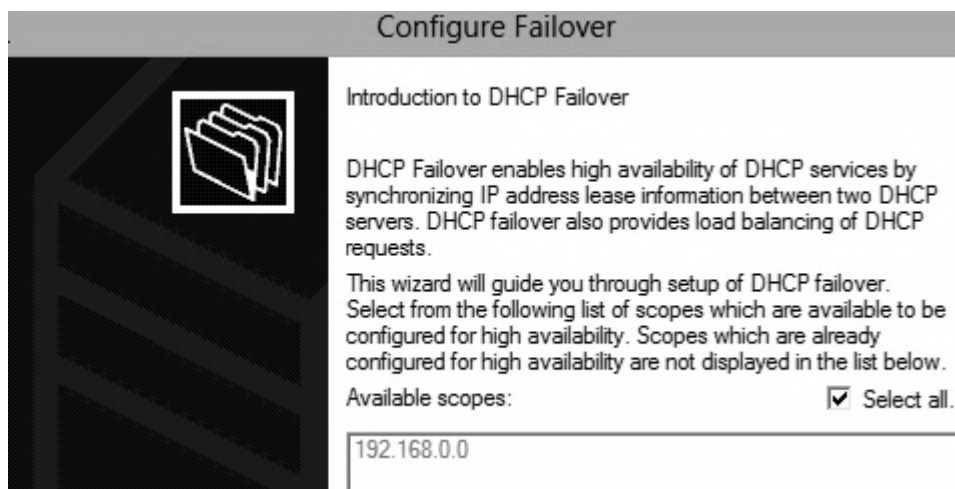 Configure Failover
Introduction to DHCP Failover
DHCP Failover enables high availability of DHCP services by
synchronizing IP address lease information between two DHCP
servers. DHCP failover also provides load balancing of DHCP
requests.
This wizard will guide you through setup of DHCP failover.
Select from the following list of scopes which are available to be
configured for high availability. Scopes which are already
configured for high availability are not displayed in the list below.
Available scopes:
Select all.
192.168.0.0